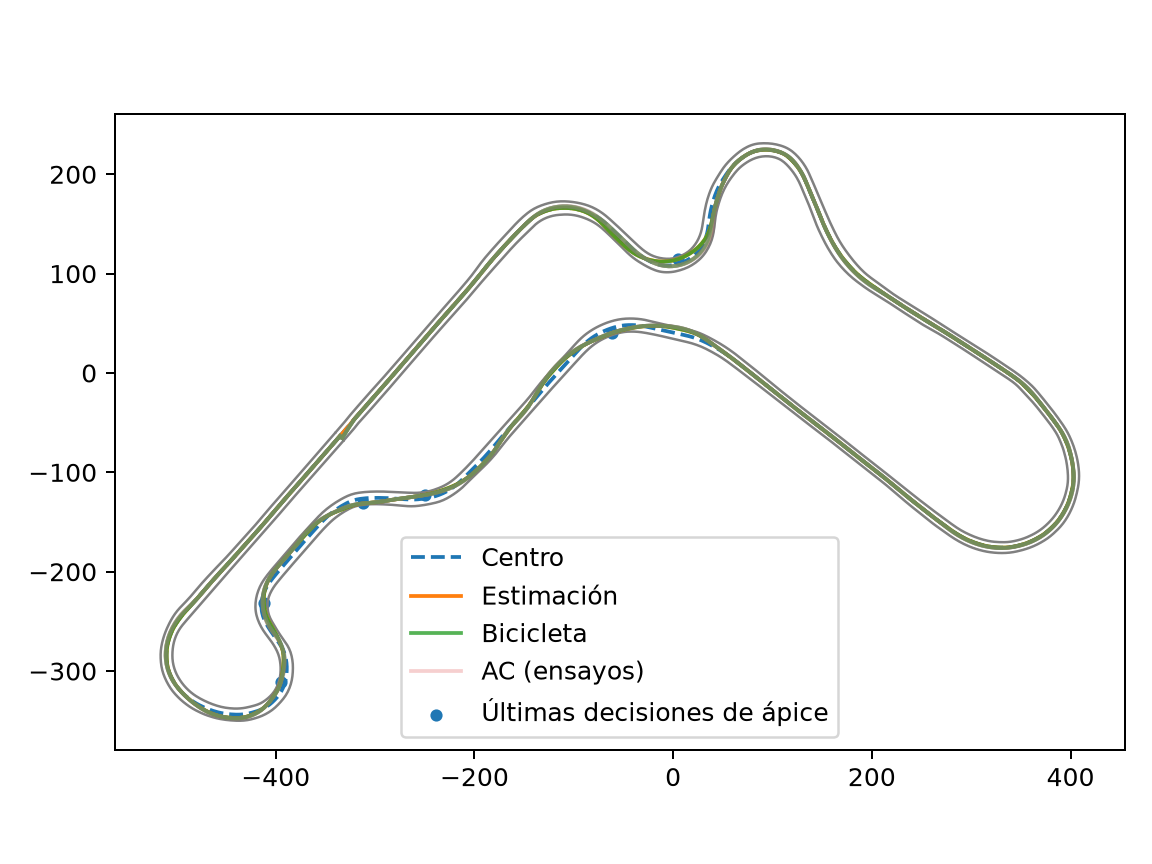 200
100
0
−100
−200
−300
−400
−200
0
200
400
Centro
Estimación
Bicicleta
AC (ensayos)
Últimas decisiones de ápice